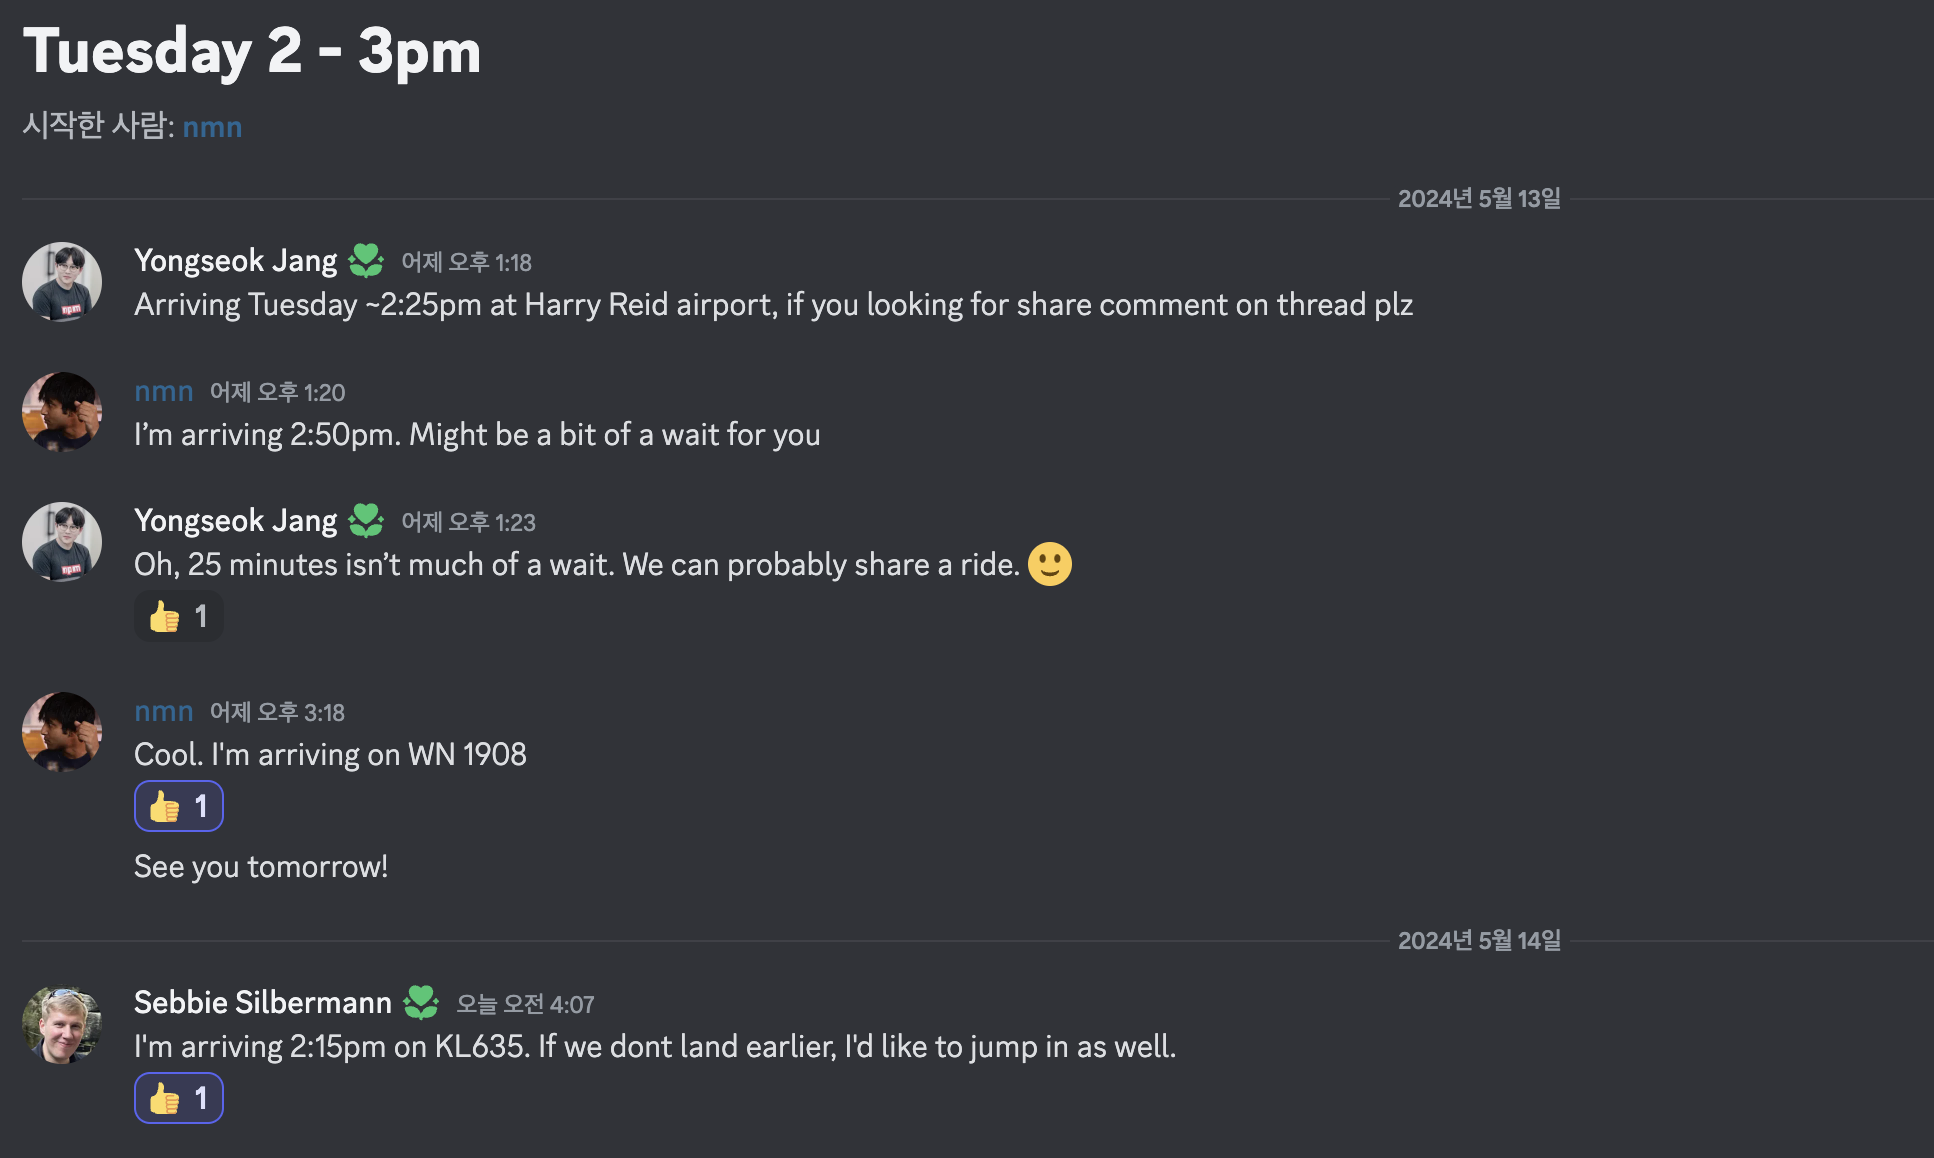 Tuesday 2 - 3pm
시작한 사람: nmn
2024년 5월 13일
Yongseok Jang 어제 오후 1:18
Arriving Tuesday ~2:25pm at Harry Reid airport, if you looking for share comment on thread plz
nmn 어제 오후 1:20
I’m arriving 2:50pm. Might be a bit of a wait for you
Yongseok Jang 어제 오후 1:23
Oh, 25 minutes isn’t much of a wait. We can probably share a ride. 🙂
👍 1
nmn 어제 오후 3:18
Cool. I'm arriving on WN 1908
👍 1
See you tomorrow!
2024년 5월 14일
Sebbie Silbermann 오늘 오전 4:07
I'm arriving 2:15pm on KL635. If we dont land earlier, I'd like to jump in as well.
👍 1